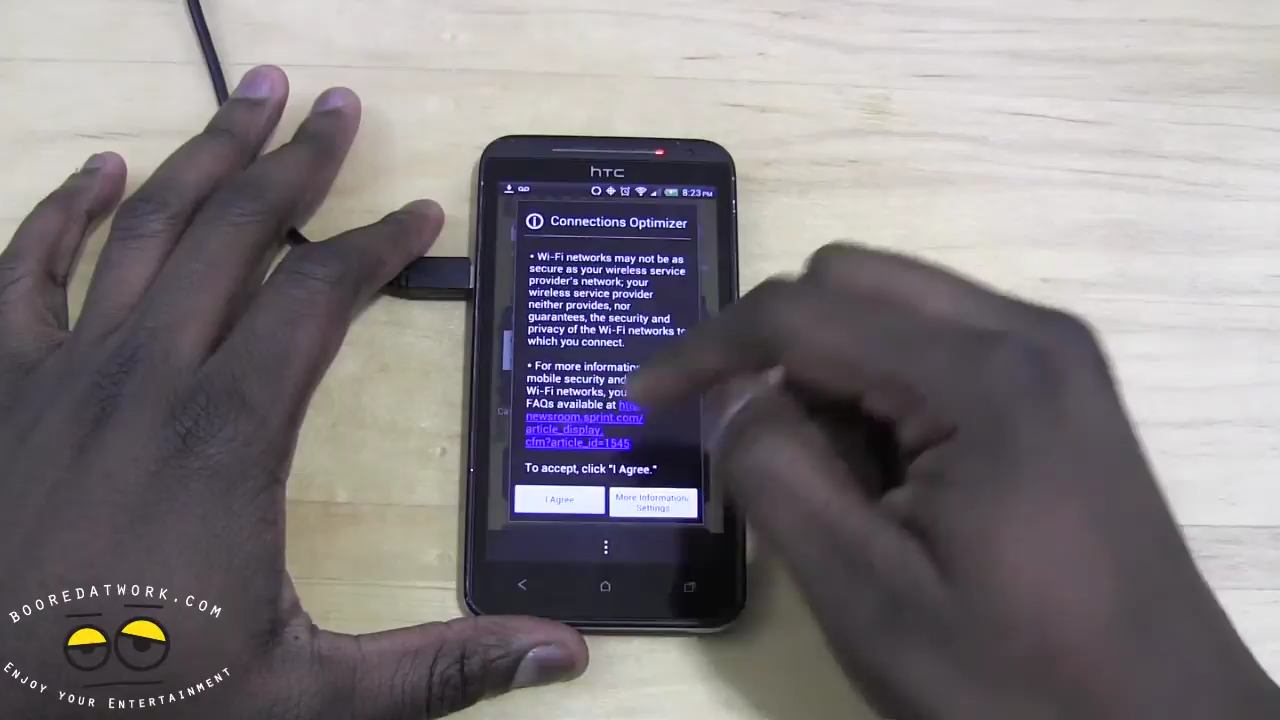 hTC
8:23 PM
Connections Optimizer
• Wi-Fi networks may not be as
secure as your wireless service
provider's network; your
wireless service provider
neither provides, nor
guarantees, the security and
privacy of the Wi-Fi networks to
which you connect.
• For more information
mobile security and
Wi-Fi networks, you
FAQs available at
newsroom.sprint.com/
article_display.
cfm?article_id=1545
To accept, click "I Agree."
I Agree
More Information/
Settings
BOOREDATWORK.COM
ENJOY YOUR ENTERTAINMENT